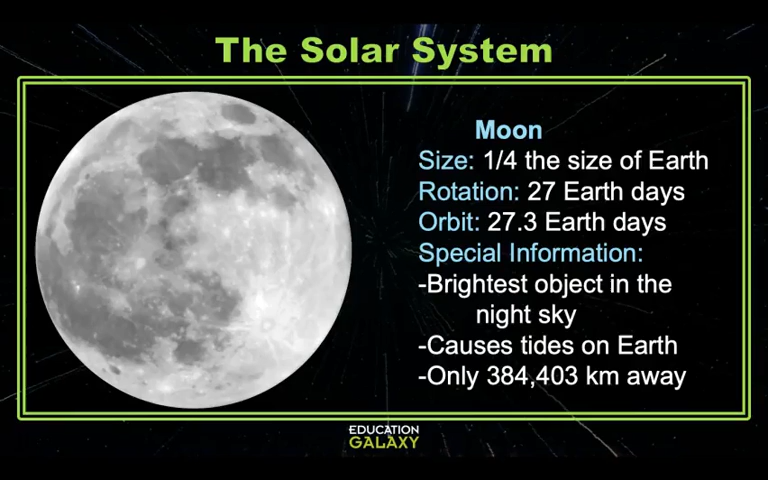 The Solar System
Moon
Size: 1/4 the size of Earth
Rotation: 27 Earth days
Orbit: 27.3 Earth days
Special Information:
-Brightest object in the
night sky
-Causes tides on Earth
-Only 384,403 km away
EDUCATION
GALAXY